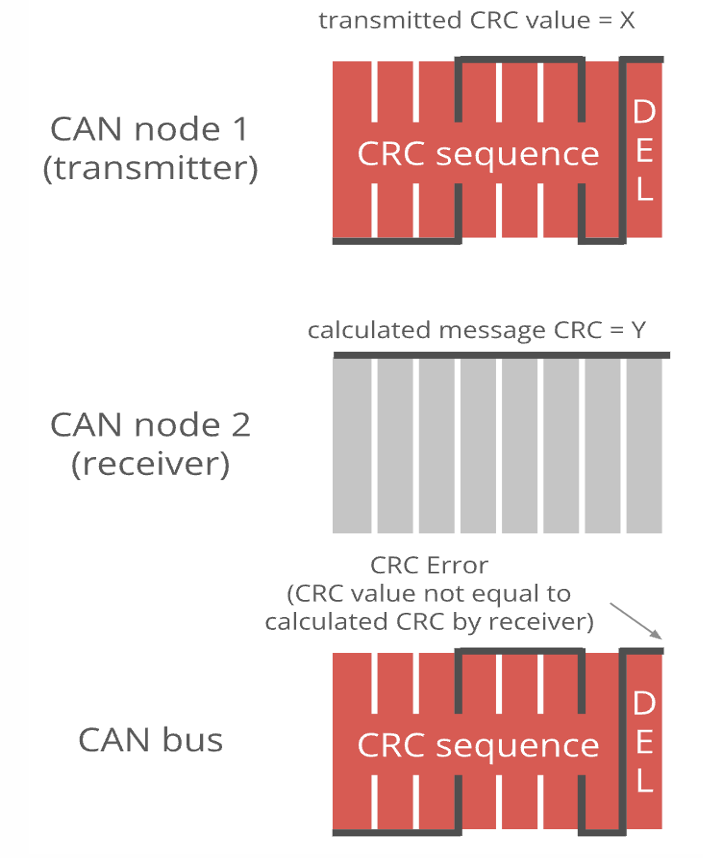 transmitted CRC value = X
CAN node 1
(transmitter)
CRC sequence
D
E
L
calculated message CRC = Y
CAN node 2
(receiver)
CRC Error
(CRC value not equal to
calculated CRC by receiver)
CAN bus
CRC sequence
D
E
L